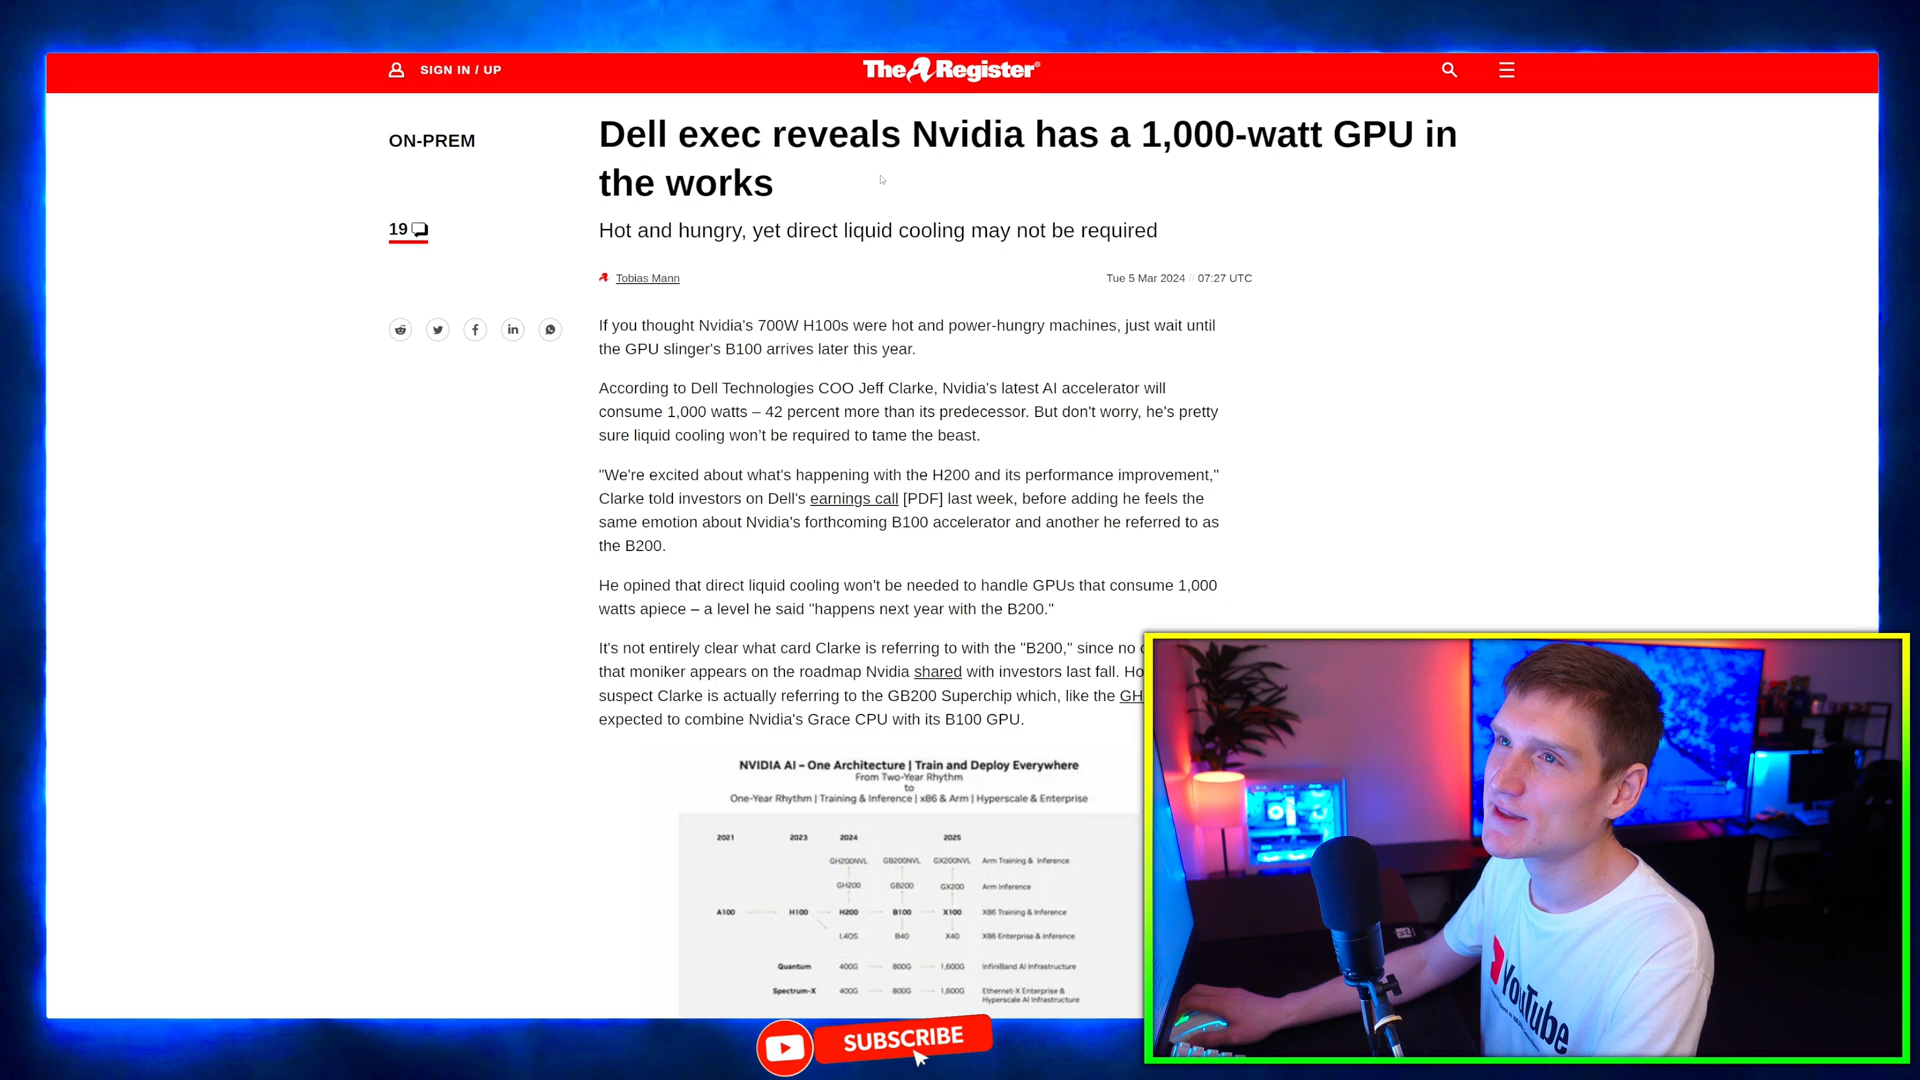 SIGN IN / UP
The Register®
ON-PREM
Dell exec reveals Nvidia has a 1,000-watt GPU in
the works
19
Hot and hungry, yet direct liquid cooling may not be required
Tobias Mann
Tue 5 Mar 2024 // 07:27 UTC
If you thought Nvidia's 700W H100s were hot and power-hungry machines, just wait until
the GPU slinger's B100 arrives later this year.
According to Dell Technologies COO Jeff Clarke, Nvidia's latest AI accelerator will
consume 1,000 watts – 42 percent more than its predecessor. But don't worry, he's pretty
sure liquid cooling won’t be required to tame the beast.
"We're excited about what's happening with the H200 and its performance improvement,"
Clarke told investors on Dell's earnings call [PDF] last week, before adding he feels the
same emotion about Nvidia's forthcoming B100 accelerator and another he referred to as
the B200.
He opined that direct liquid cooling won't be needed to handle GPUs that consume 1,000
watts apiece – a level he said "happens next year with the B200."
It's not entirely clear what card Clarke is referring to with the "B200," since no
that moniker appears on the roadmap Nvidia shared with investors last fall.
suspect Clarke is actually referring to the GB200 Superchip which, like the GH
expected to combine Nvidia's Grace CPU with its B100 GPU.
NVIDIA AI – One Architecture | Train and Deploy Everywhere
From Two-Year Rhythm
to
One-Year Rhythm | Training & Inference | x86 & Arm | Hyperscale & Enterprise
2021 2023 2024 2025
GH200NVL GB200NVL GX200NVL Arm Training & Inference
GH200 GB200 GX200 Arm Inference
A100 H100 H200 B100 X100 X86 Training & Inference
L40S B40 X40 X86 Enterprise & Inference
Quantum 400G 800G 1,600G InfiniBand AI Infrastructure
Spectrum-X 400G 800G 1,600G Ethernet-X Enterprise &
Hyperscale AI Infrastructure
YouTube
SUBSCRIBE